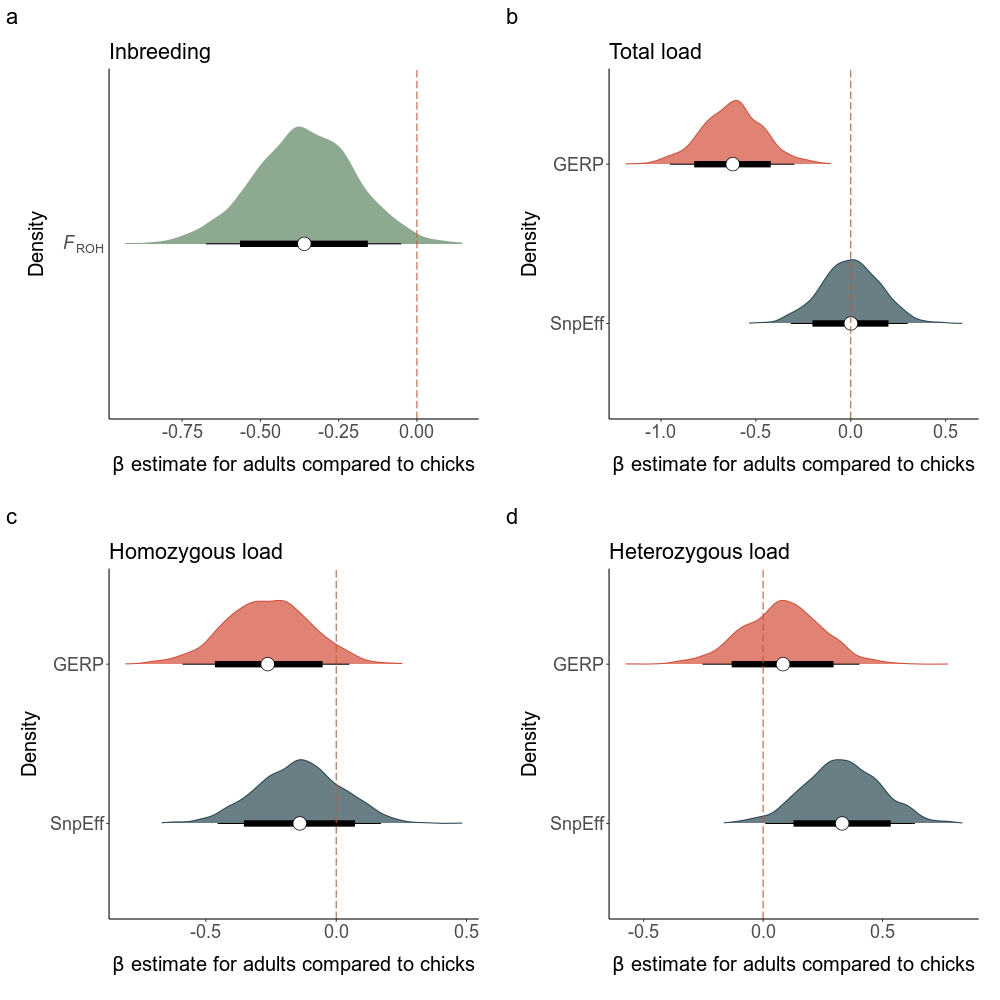 a
Inbreeding
Density
F ROH
-0.75 -0.50 -0.25 0.00
β estimate for adults compared to chicks
b
Total load
Density
GERP
SnpEff
-1.0 -0.5 0.0 0.5
β estimate for adults compared to chicks
c
Homozygous load
Density
GERP
SnpEff
-0.5 0.0 0.5
β estimate for adults compared to chicks
d
Heterozygous load
Density
GERP
SnpEff
-0.5 0.0 0.5
β estimate for adults compared to chicks